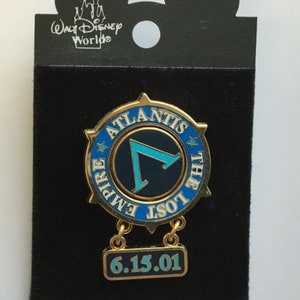 WALT DISNEY
World
ATLANTIS THE LOST EMPIRE
6.15.01